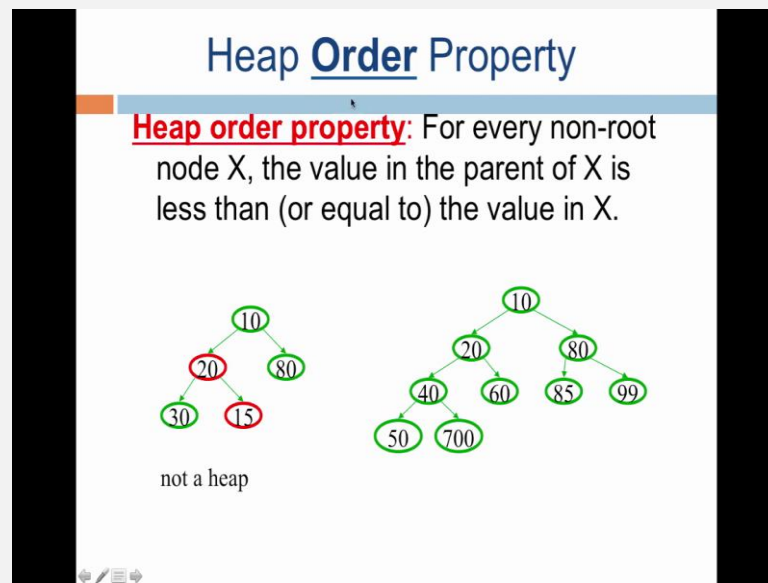 Heap Order Property
Heap order property: For every non-root
node X, the value in the parent of X is
less than (or equal to) the value in X.
10
20
80
30
15
not a heap
10
20
80
40
60
85
99
50
700